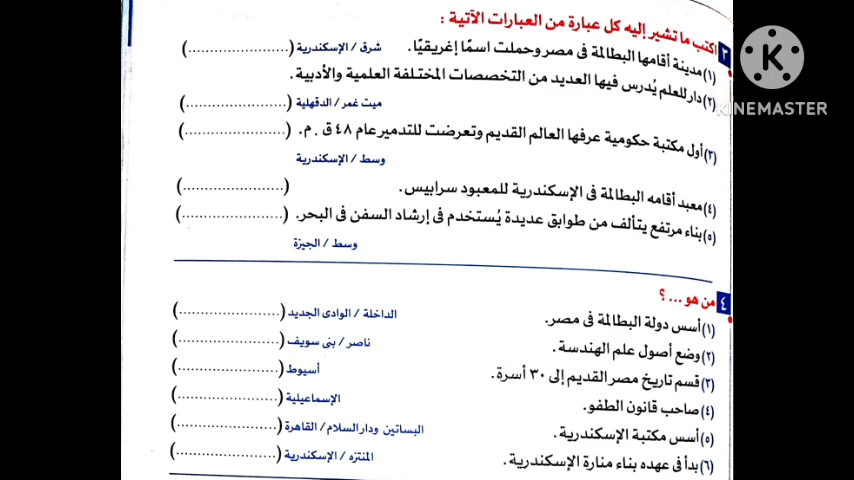 ٣ اكتب ما تشير إليه كل عبارة من العبارات الآتية :
(١) مدينة أقامها البطالمة فى مصر وحملت اسمًا إغريقيًا. شرق / الإسكندرية (........................)
(٢) دار للعلم يُدرس فيها العديد من التخصصات المختلفة العلمية والأدبية.
ميت غمر / الدقهلية (........................)
(٣) أول مكتبة حكومية عرفها العالم القديم وتعرضت للتدمير عام ٤٨ ق . م. (........................)
وسط / الإسكندرية
(٤) معبد أقامه البطالمة فى الإسكندرية للمعبود سرابيس. (........................)
(٥) بناء مرتفع يتألف من طوابق عديدة يُستخدم فى إرشاد السفن فى البحر. (........................)
وسط / الجيزة
٤ من هو ... ؟
(١) أسس دولة البطالمة فى مصر. الداخلة / الوادى الجديد (........................)
(٢) وضع أصول علم الهندسة. ناصر / بنى سويف (........................)
(٣) قسم تاريخ مصر القديم إلى ٣٠ أسرة. أسيوط (........................)
(٤) صاحب قانون الطفو. الإسماعيلية (........................)
(٥) أسس مكتبة الإسكندرية. البساتين ودار السلام / القاهرة (........................)
(٦) بدأ فى عهده بناء منارة الإسكندرية. المنتزه / الإسكندرية (........................)
K
KINEMASTER